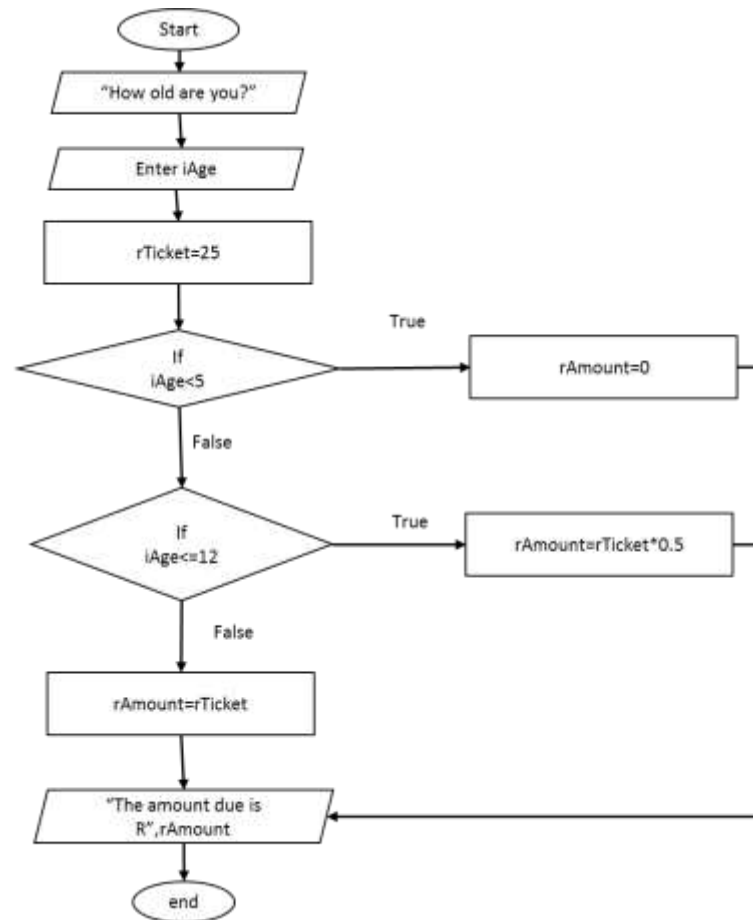 Start
“How old are you?”
Enter iAge
rTicket=25
If
iAge<5
True
rAmount=0
False
If
iAge<=12
True
rAmount=rTicket*0.5
False
rAmount=rTicket
“The amount due is
R”,rAmount
end